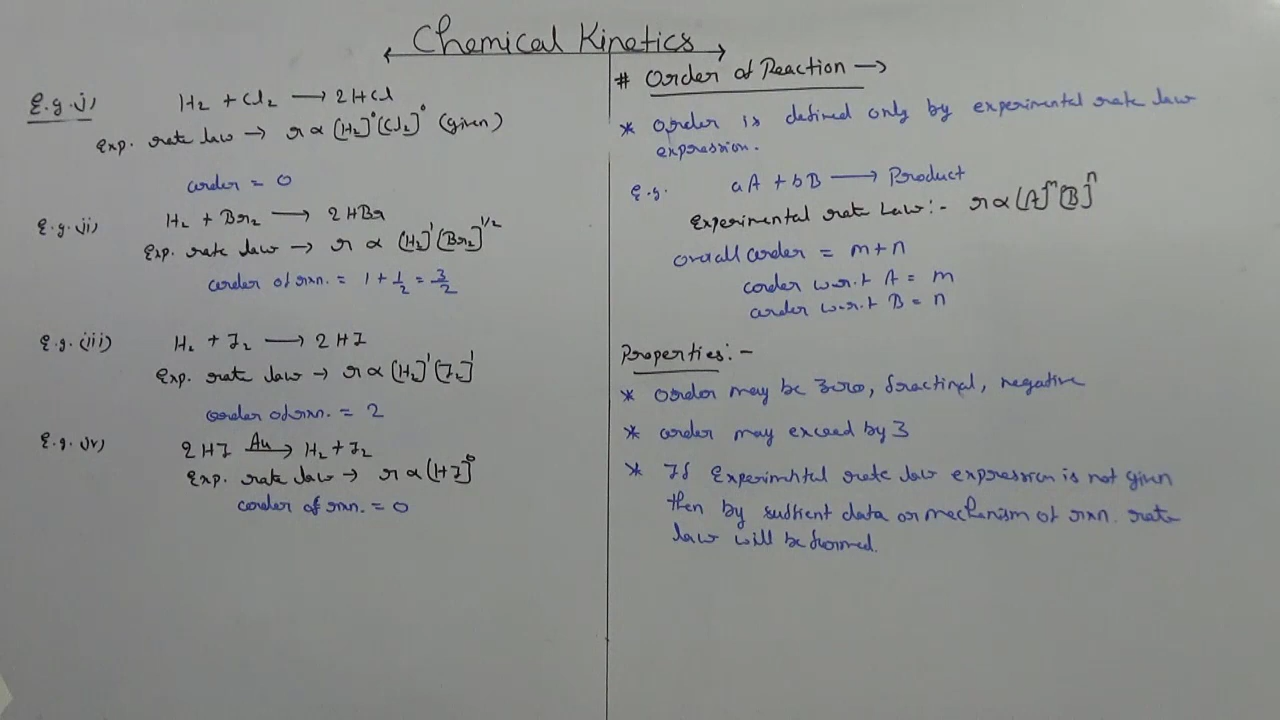 Chemical Kinetics
E.g. i)
H₂ + Cl₂ ⟶ 2HCl
Exp. rate law → r ∝ [H₂]⁰[Cl₂]⁰ (given)
order = 0
E.g. ii)
H₂ + Br₂ ⟶ 2HBr
Exp. rate law → r ∝ [H₂]¹[Br₂]^1/2
order of rxn. = 1 + 1/2 = 3/2
E.g. (iii)
H₂ + I₂ ⟶ 2HI
Exp. rate law → r ∝ [H₂]¹[I₂]¹
order of rxn. = 2
E.g. iv)
2HI Au⟶ H₂ + I₂
Exp. rate law → r ∝ [HI]⁰
order of rxn. = 0
# Order of Reaction →
* Order is defined only by experimental rate law
expression.
E.g. aA + bB ⟶ Product
Experimental rate Law:- r ∝ [A]^m [B]^n
overall order = m+n
order w.r.t A = m
order w.r.t B = n
Properties:-
* Order may be Zero, fractinal, negative
* order may exceed by 3
* If Experimental rate law expression is not given
then by sufficient data or mechanism of rxn. rate
law will be formed.